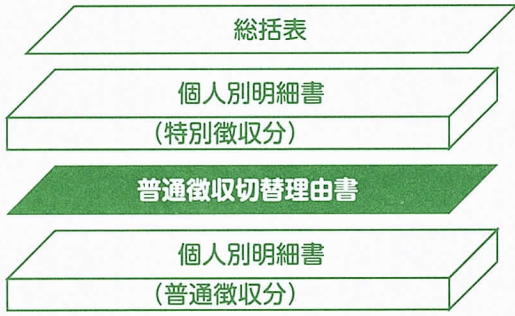 総括表
個人別明細書
（特別徴収分）
普通徴収切替理由書
個人別明細書
（普通徴収分）